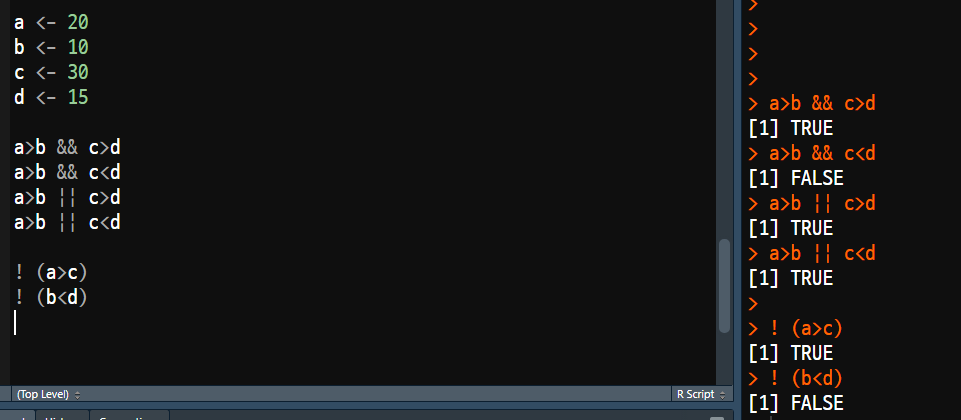 a <- 20
b <- 10
c <- 30
d <- 15
a>b && c>d
a>b && c<d
a>b || c>d
a>b || c<d
! (a>c)
! (b<d)
(Top Level)
R Script
>
>
>
>
> a>b && c>d
[1] TRUE
> a>b && c<d
[1] FALSE
> a>b || c>d
[1] TRUE
> a>b || c<d
[1] TRUE
>
> ! (a>c)
[1] TRUE
> ! (b<d)
[1] FALSE